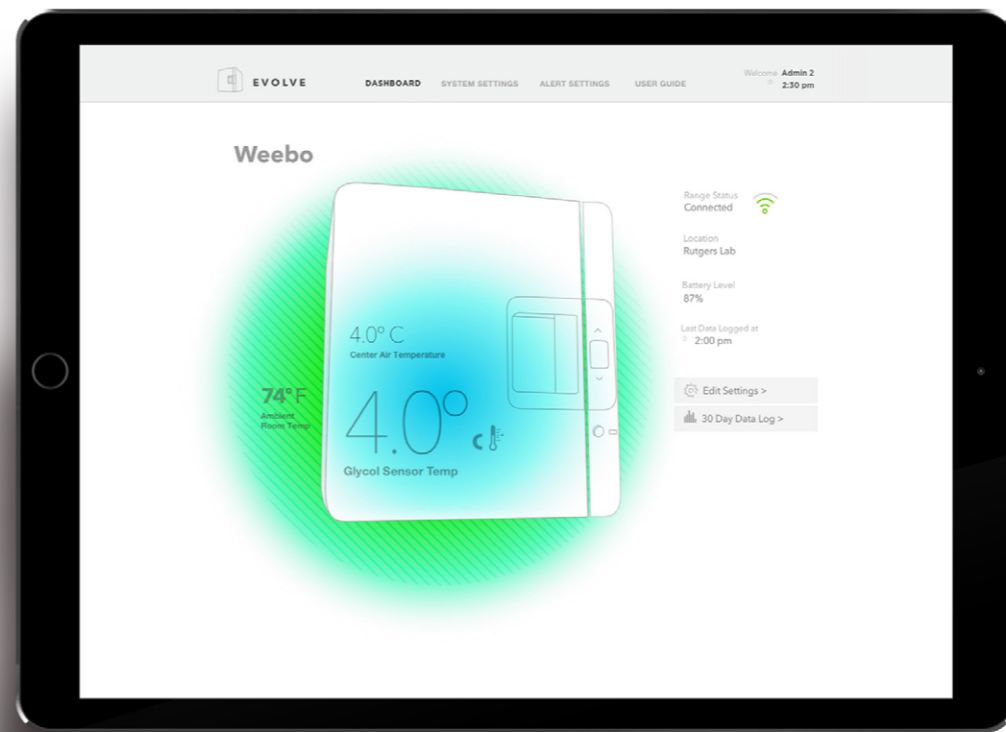 EVOLVE
DASHBOARD
SYSTEM SETTINGS
ALERT SETTINGS
USER GUIDE
Welcome Admin 2
2:30 pm
Weebo
Range Status
Connected
Location
Rutgers Lab
Battery Level
87%
Last Data Logged at
2:00 pm
Edit Settings >
30 Day Data Log >
4.0° C
Center Air Temperature
74° F
Ambient
Room Temp
4.0°
C
Glycol Sensor Temp